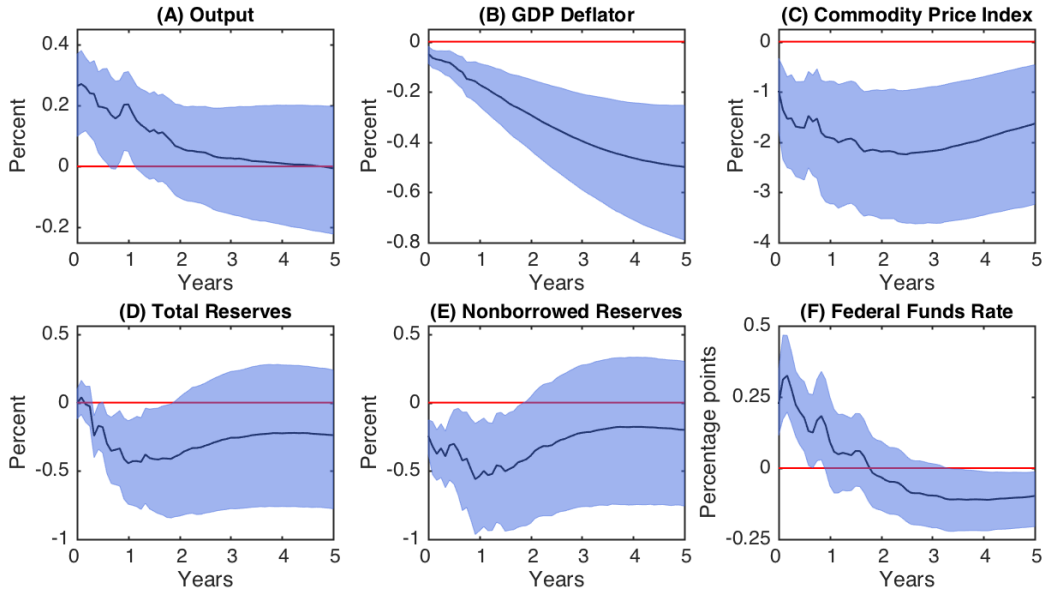 (A) Output
0.4
0.2
0
-0.2
Percent
0 1 2 3 4 5
Years
(B) GDP Deflator
0
-0.2
-0.4
-0.6
-0.8
Percent
0 1 2 3 4 5
Years
(C) Commodity Price Index
0
-1
-2
-3
-4
Percent
0 1 2 3 4 5
Years
(D) Total Reserves
0.5
0
-0.5
-1
Percent
0 1 2 3 4 5
Years
(E) Nonborrowed Reserves
0.5
0
-0.5
-1
Percent
0 1 2 3 4 5
Years
(F) Federal Funds Rate
0.5
0.25
0
-0.25
Percentage points
0 1 2 3 4 5
Years